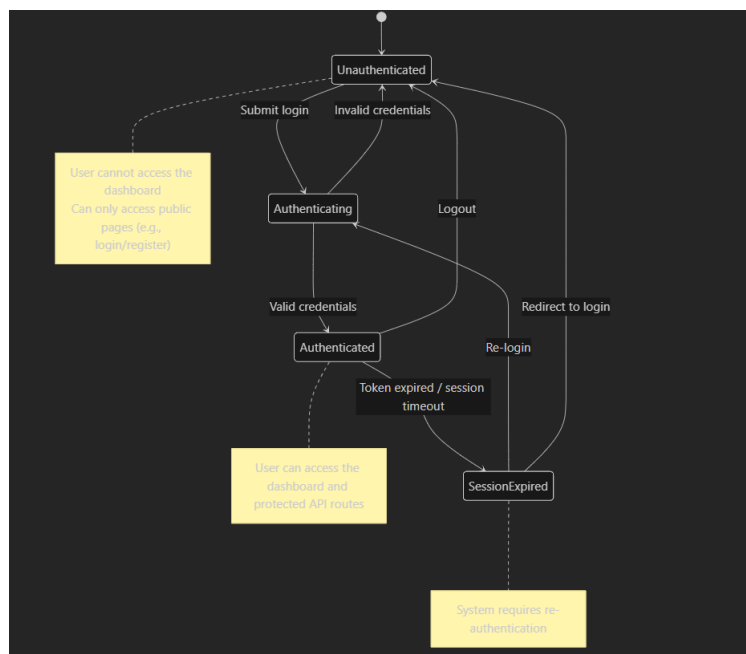 Unauthenticated
Submit login
Invalid credentials
User cannot access the
dashboard
Can only access public
pages (e.g.,
login/register)
Authenticating
Logout
Valid credentials
Redirect to login
Authenticated
Re-login
Token expired / session
timeout
User can access the
dashboard and
protected API routes
SessionExpired
System requires re-
authentication